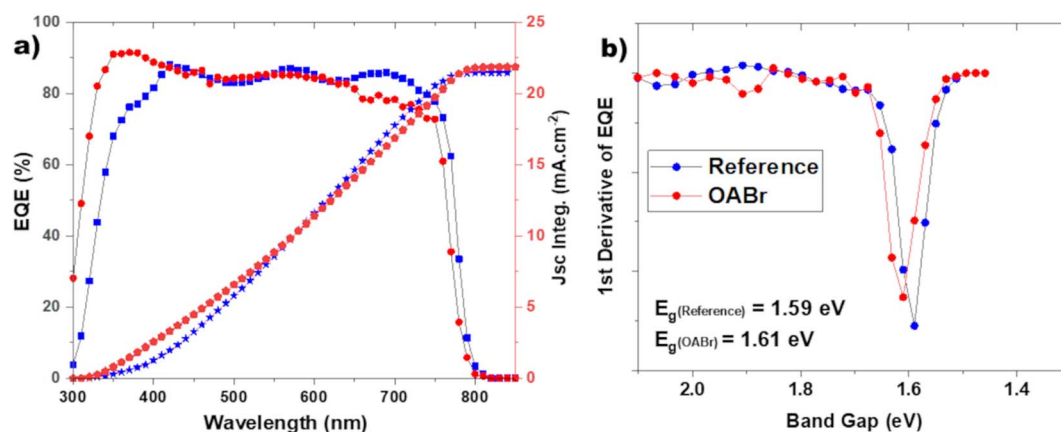 a)
100
80
60
40
20
0
EQE (%)
300 400 500 600 700 800
Wavelength (nm)
25
20
15
10
5
0
Jsc Integ. (mA.cm-2)
b)
1st Derivative of EQE
Reference
OABr
Eg(Reference) = 1.59 eV
Eg(OABr) = 1.61 eV
2.0 1.8 1.6 1.4
Band Gap (eV)